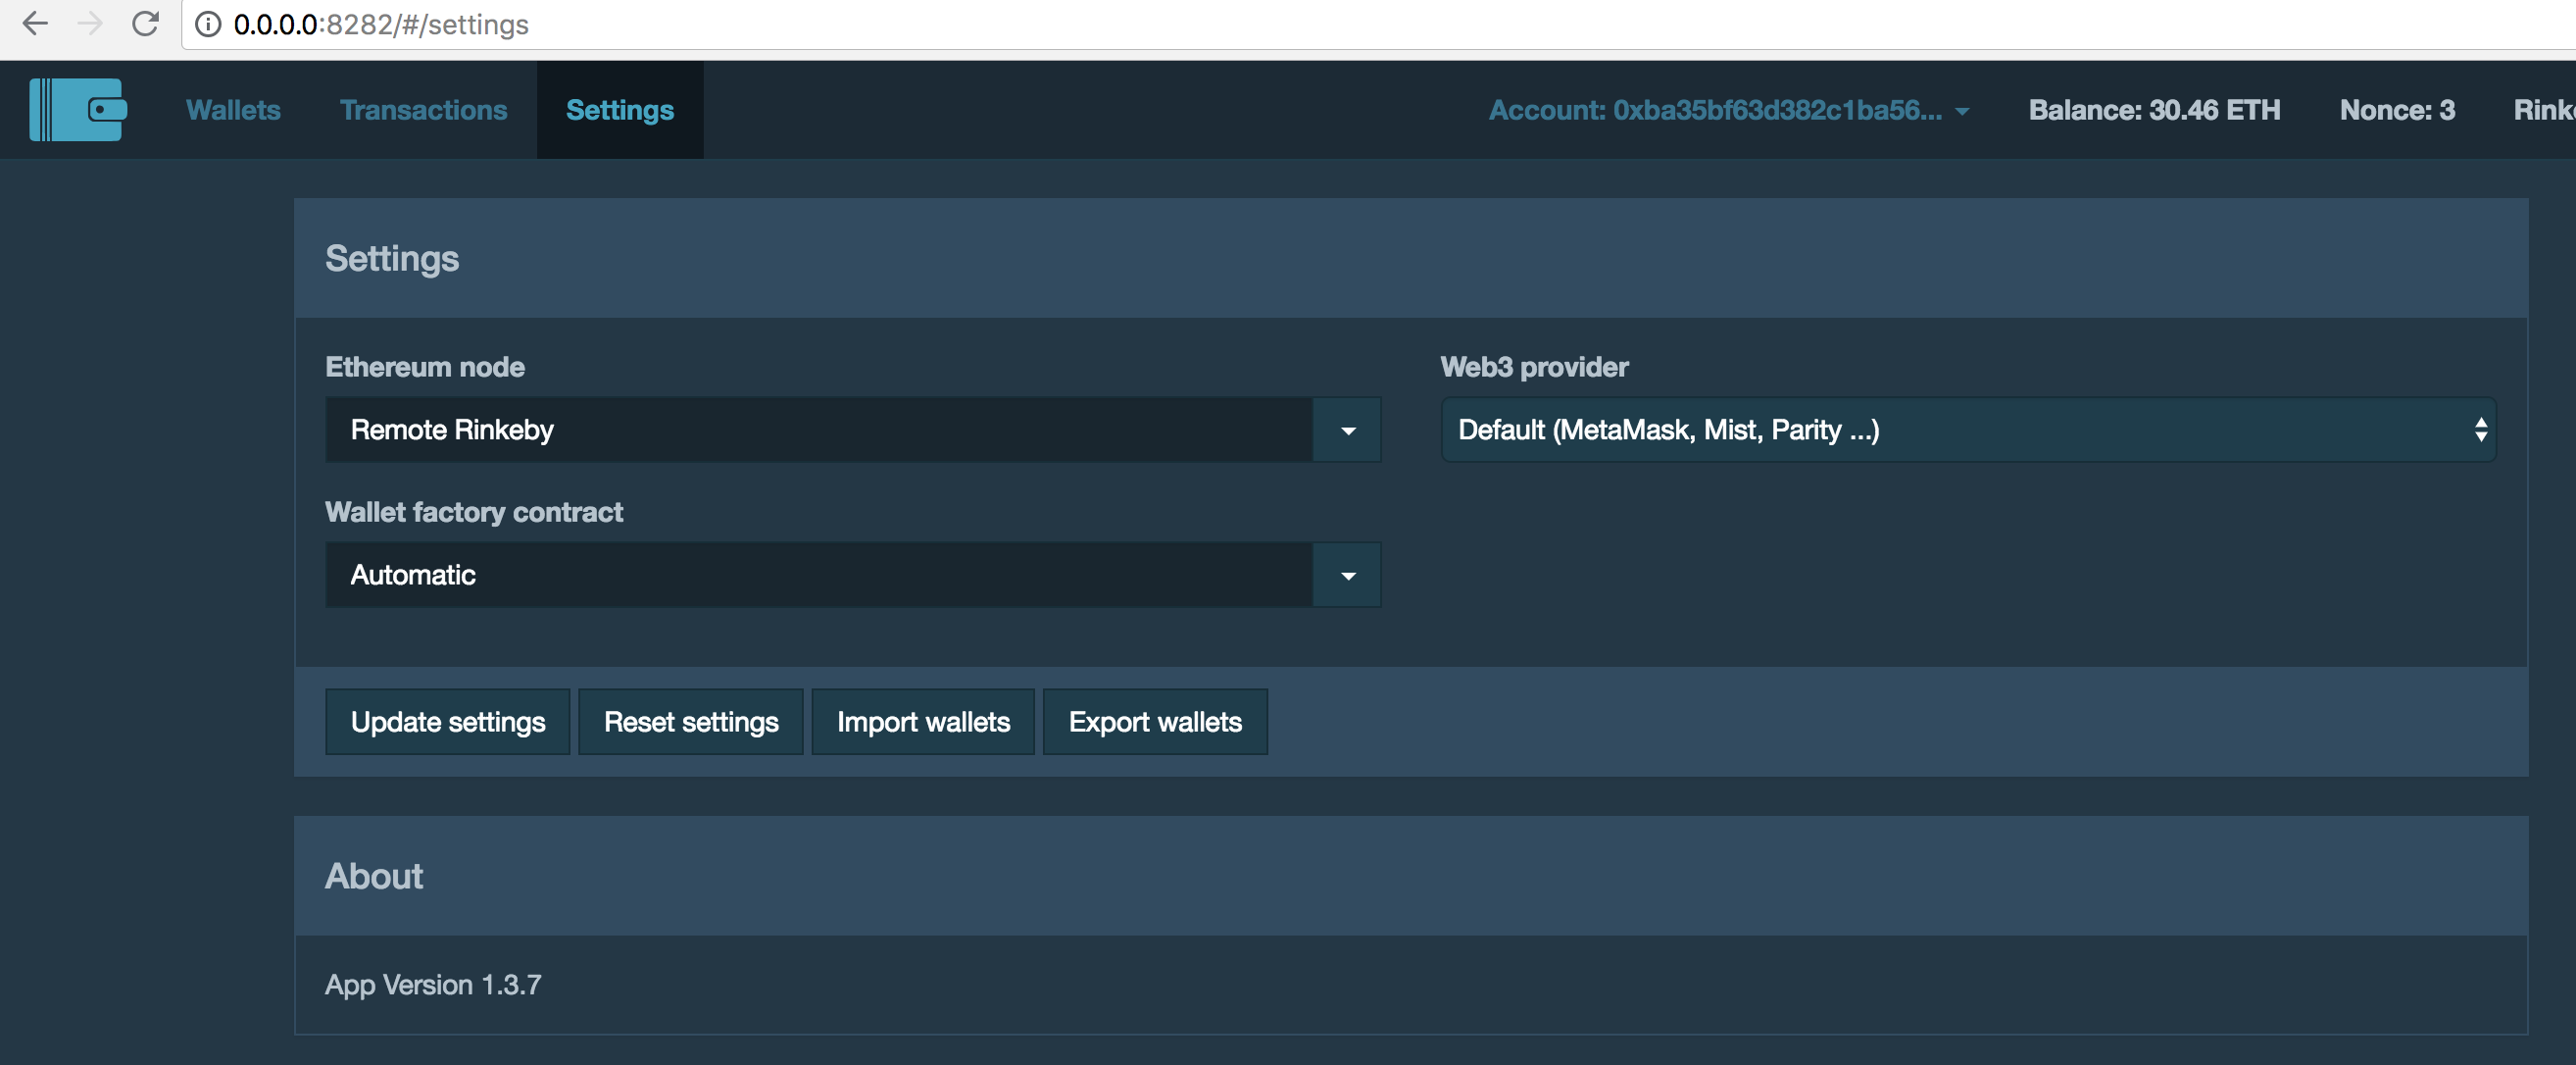 0.0.0.0:8282/#/settings
Wallets Transactions Settings Account: 0xba35bf63d382c1ba56... Balance: 30.46 ETH Nonce: 3 Rink
Settings
Ethereum node Web3 provider
Remote Rinkeby Default (MetaMask, Mist, Parity ...)
Wallet factory contract
Automatic
Update settings Reset settings Import wallets Export wallets
About
App Version 1.3.7